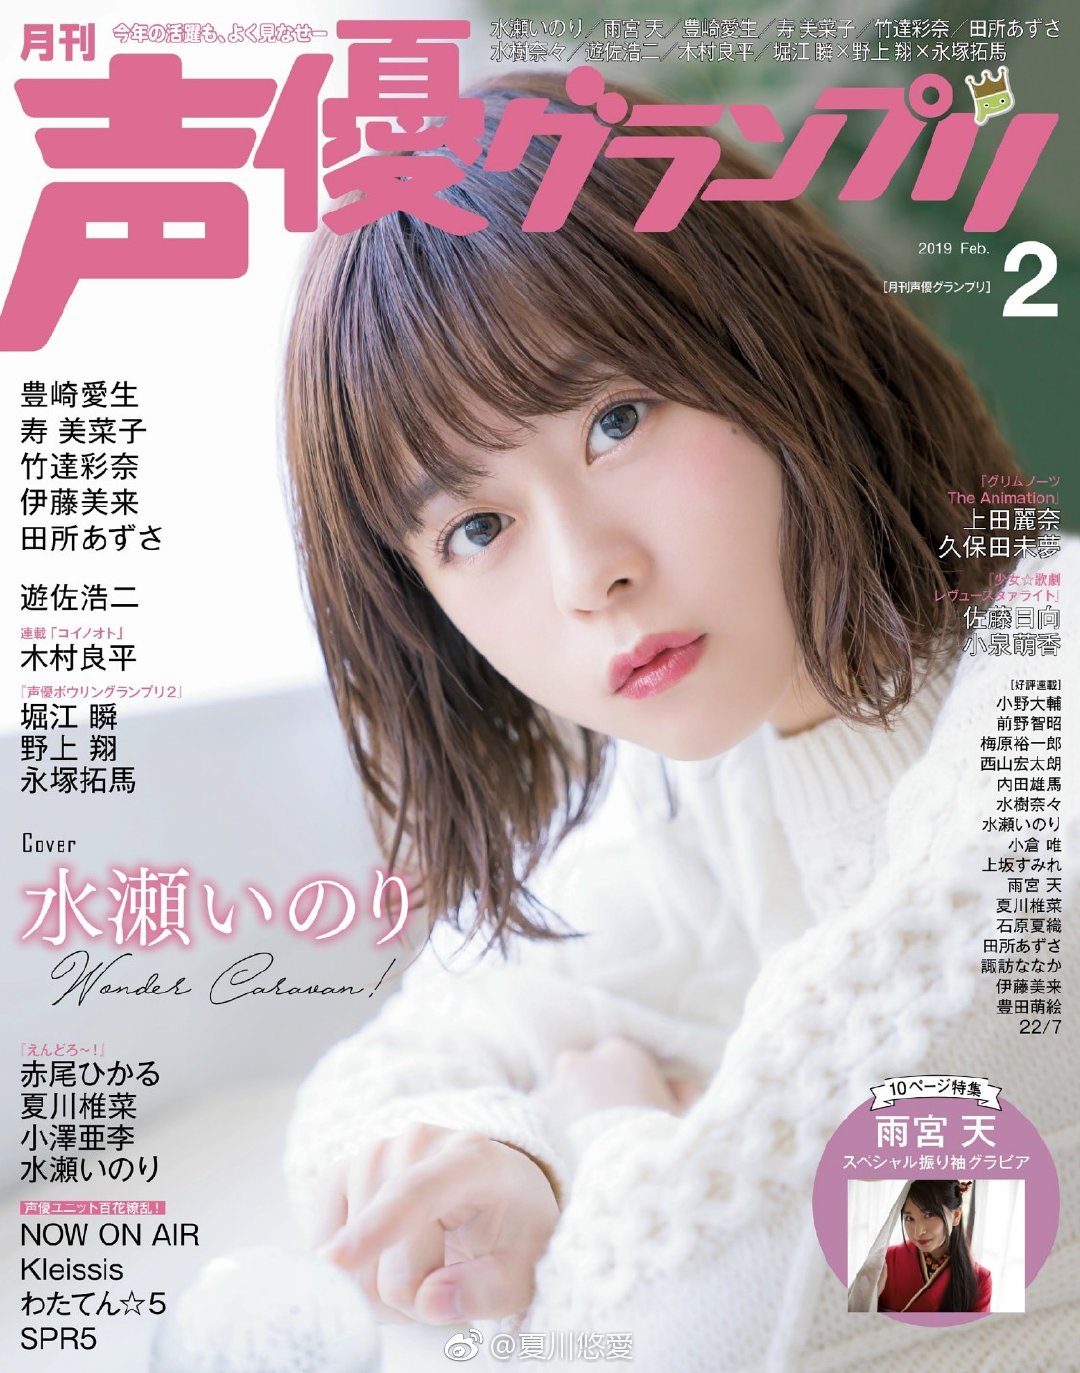 月刊
今年の活躍も、よく見なせー
水瀬いのり／雨宮 天／豊崎愛生／寿 美菜子／竹達彩奈／田所あずさ
水樹奈々／遊佐浩二／木村良平／堀江 瞬×野上 翔×永塚拓馬
声優グランプリ
2019 Feb.
2
[月刊声優グランプリ]
豊崎愛生
寿 美菜子
竹達彩奈
伊藤美来
田所あずさ
遊佐浩二
連載「コイノオト」
木村良平
『声優ボウリングランプリ2』
堀江 瞬
野上 翔
永塚拓馬
Cover
水瀬いのり
Wonder Caravan!
『えんどろ～!』
赤尾ひかる
夏川椎菜
小澤亜李
水瀬いのり
声優ユニット百花繚乱!
NOW ON AIR
Kleissis
わたてん☆5
SPR5
『グリムノーツ
The Animation』
上田麗奈
久保田未夢
『少女☆歌劇
レヴュースタァライト』
佐藤日向
小泉萌香
[好評連載]
小野大輔
前野智昭
梅原裕一郎
西山宏太朗
内田雄馬
水樹奈々
水瀬いのり
小倉 唯
上坂すみれ
雨宮 天
夏川椎菜
石原夏織
田所あずさ
諏訪ななか
伊藤美来
豊田萌絵
22/7
10ページ特集
雨宮 天
スペシャル振り袖グラビア
@夏川悠愛